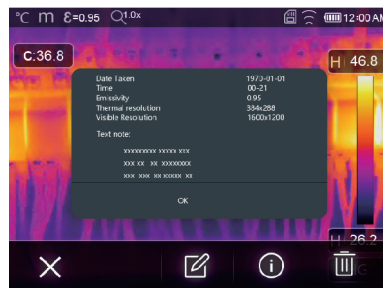 °C m ε=0.95 1.0x 12:00 AM
C:36.8
H 46.8
Date Taken 1970-01-01
Time 00-21
Emissivity 0.95
Thermal resolution 384x288
Visible Resolution 1600x1200
Text note:
xxxxxxxxx xxxxx xxx
xxx xx xx xxxxxxxx
xxx xxx xx xxxxx xx
OK
H 26.2